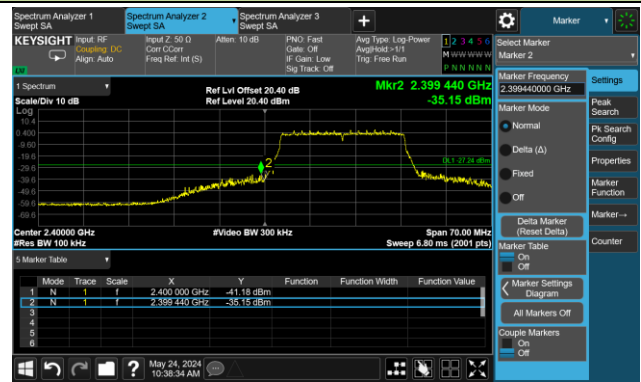 Spectrum Analyzer 1
Swept SA
Spectrum Analyzer 2
Swept SA
Spectrum Analyzer 3
Swept SA
+
Marker
KEYSIGHT
Input: RF
Coupling: DC
Align: Auto
Input Z: 50 Ω
Corr CCorr
Freq Ref: Int (S)
Atten: 10 dB
PNO: Fast
Gate: Off
IF Gain: Low
Sig Track: Off
Avg Type: Log-Power
Avg|Hold:>1/1
Trig: Free Run
1 2 3 4 5 6
M W W W W W
P N N N N N
LW
Select Marker
Marker 2
1 Spectrum
Scale/Div 10 dB
Ref Lvl Offset 20.40 dB
Ref Level 20.40 dBm
Mkr2 2.399 440 GHz
-35.15 dBm
Log
10.4
0.400
-9.60
-19.6
-29.6
-39.6
-49.6
-59.6
-69.6
2
DL1 -27.24 dBm
Center 2.40000 GHz
#Res BW 100 kHz
#Video BW 300 kHz
Span 70.00 MHz
Sweep 6.80 ms (2001 pts)
5 Marker Table
Mode Trace Scale X Y Function Function Width Function Value
1 N 1 f 2.400 000 GHz -41.18 dBm
2 N 1 f 2.399 440 GHz -35.15 dBm
3
4
5
6
Marker Frequency
2.399440000 GHz
Marker Mode
Normal
Delta (Δ)
Fixed
Off
Delta Marker
(Reset Delta)
Marker Table
On
Off
Marker Settings
Diagram
All Markers Off
Couple Markers
On
Off
Settings
Peak
Search
Pk Search
Config
Properties
Marker
Function
Marker→
Counter
?
May 24, 2024
10:38:34 AM